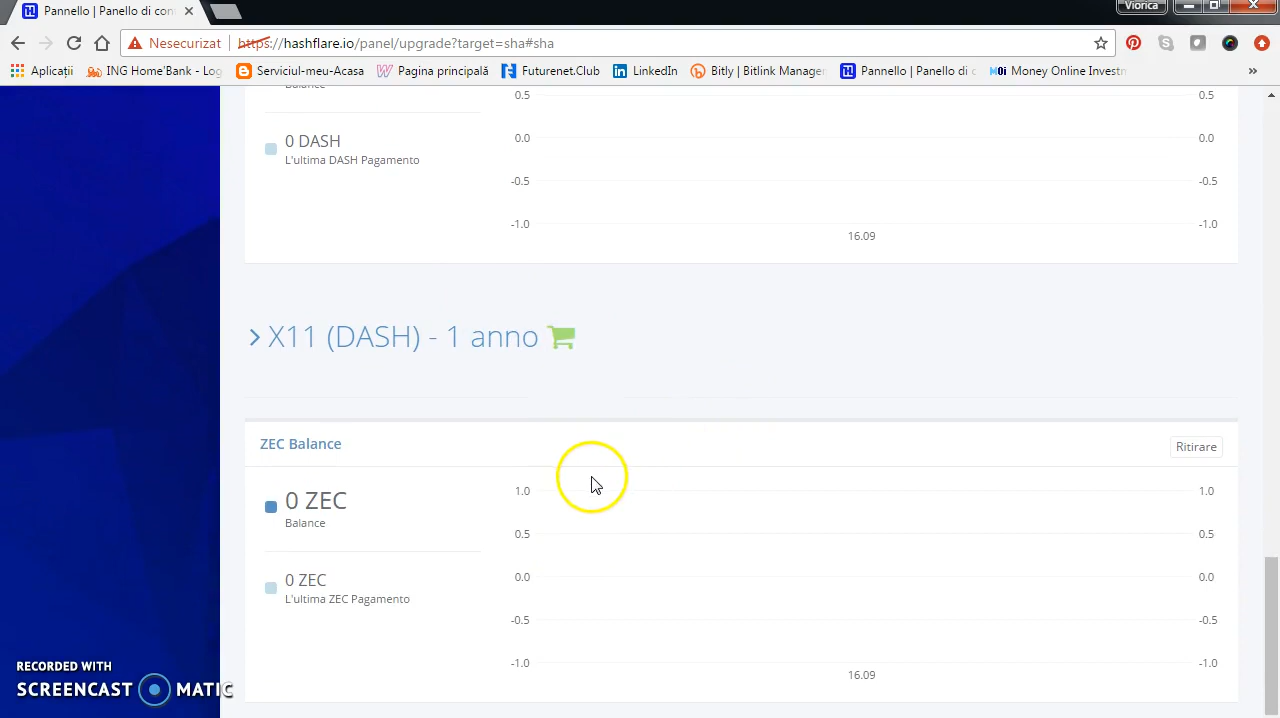 Pannello | Panello di con
Viorica
Nesecurizat https://hashflare.io/panel/upgrade?target=sha#sha
Aplicații ING Home'Bank - Log Serviciul-meu-Acasa Pagina principală Futurenet.Club LinkedIn Bitly | Bitlink Manager Pannello | Panello di c Money Online Investm
Balance
0.5 0.5
0 DASH
0.0 0.0
L'ultima DASH Pagamento
-0.5 -0.5
-1.0 -1.0
16.09
X11 (DASH) - 1 anno
ZEC Balance Ritirare
0 ZEC
1.0 1.0
Balance
0.5 0.5
0 ZEC
0.0 0.0
L'ultima ZEC Pagamento
-0.5 -0.5
-1.0 -1.0
16.09
RECORDED WITH
SCREENCAST MATIC